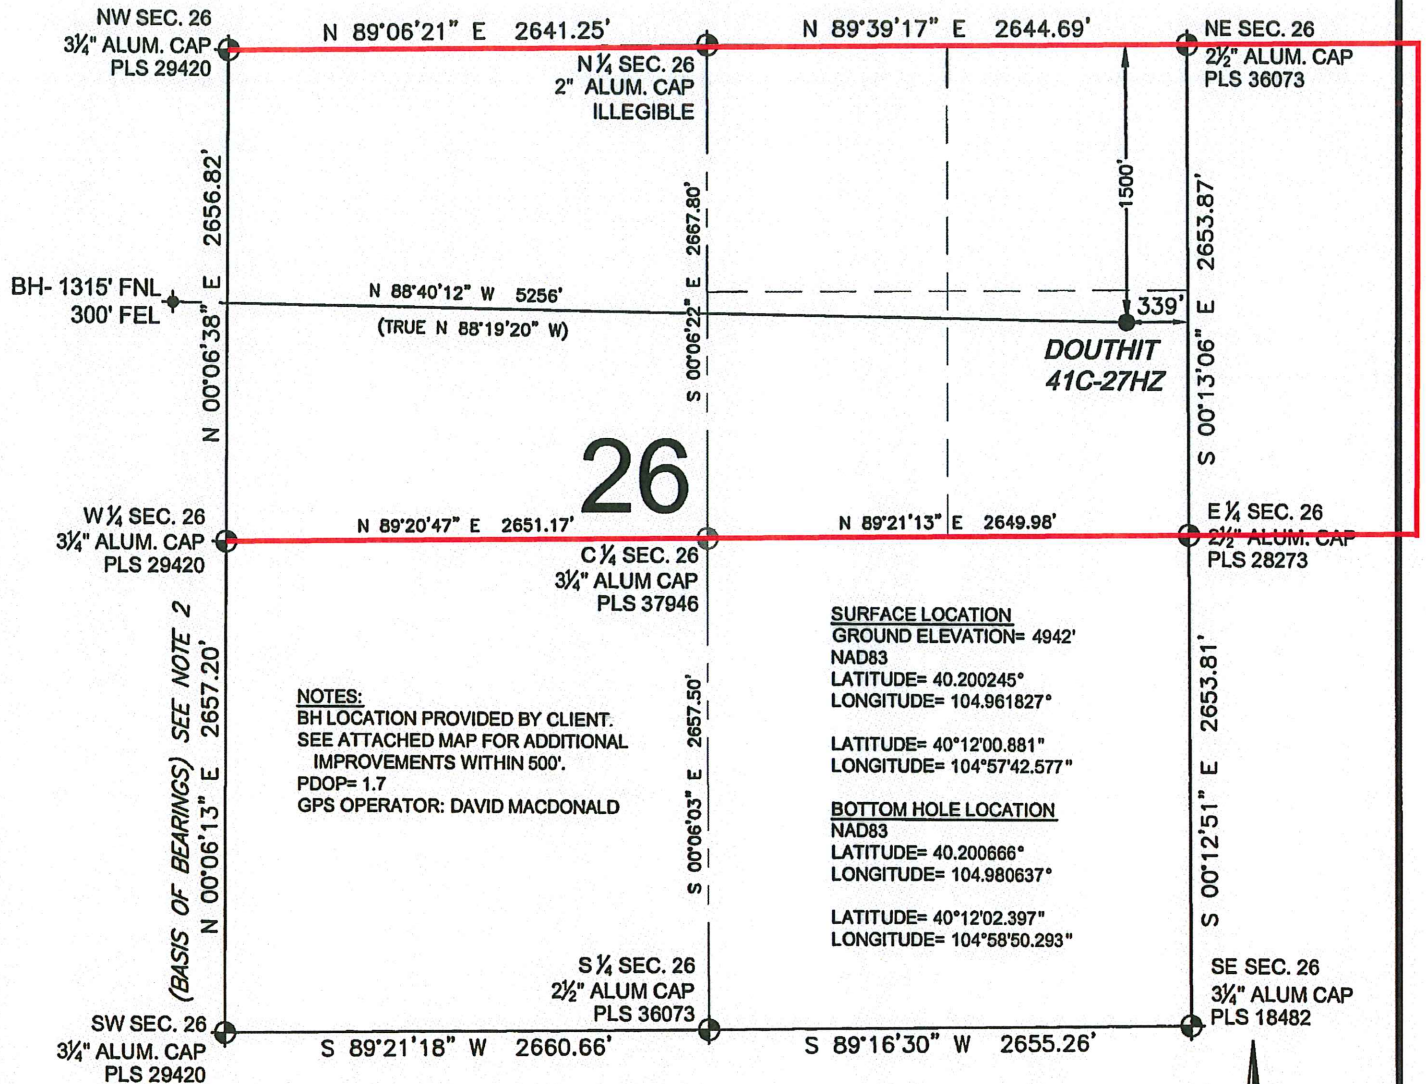 NW SEC. 26
3¼" ALUM. CAP
PLS 29420
N 89°06'21" E 2641.25'
N ¼ SEC. 26
2" ALUM. CAP
ILLEGIBLE
N 89°39'17" E 2644.69'
NE SEC. 26
2½" ALUM. CAP
PLS 36073
N 00°06'38" E 2656.82'
S 00°06'22" E 2667.80'
1500'
S 00°13'06" E 2653.87'
BH- 1315' FNL
300' FEL
N 88°40'12" W 5256'
(TRUE N 88°19'20" W)
339'
DOUTHIT
41C-27HZ
26
W ¼ SEC. 26
3¼" ALUM. CAP
PLS 29420
N 89°20'47" E 2651.17'
C ¼ SEC. 26
3¼" ALUM CAP
PLS 37946
N 89°21'13" E 2649.98'
E ¼ SEC. 26
2½" ALUM. CAP
PLS 28273
(BASIS OF BEARINGS) SEE NOTE 2
N 00°06'13" E 2657.20'
NOTES:
BH LOCATION PROVIDED BY CLIENT.
SEE ATTACHED MAP FOR ADDITIONAL
IMPROVEMENTS WITHIN 500'.
PDOP= 1.7
GPS OPERATOR: DAVID MACDONALD
S 00°06'03" E 2657.50'
SURFACE LOCATION
GROUND ELEVATION= 4942'
NAD83
LATITUDE= 40.200245°
LONGITUDE= 104.961827°
LATITUDE= 40°12'00.881"
LONGITUDE= 104°57'42.577"
BOTTOM HOLE LOCATION
NAD83
LATITUDE= 40.200666°
LONGITUDE= 104.980637°
LATITUDE= 40°12'02.397"
LONGITUDE= 104°58'50.293"
S 00°12'51" E 2653.81'
SW SEC. 26
3¼" ALUM. CAP
PLS 29420
S 89°21'18" W 2660.66'
S ¼ SEC. 26
2½" ALUM CAP
PLS 36073
S 89°16'30" W 2655.26'
SE SEC. 26
3¼" ALUM CAP
PLS 18482